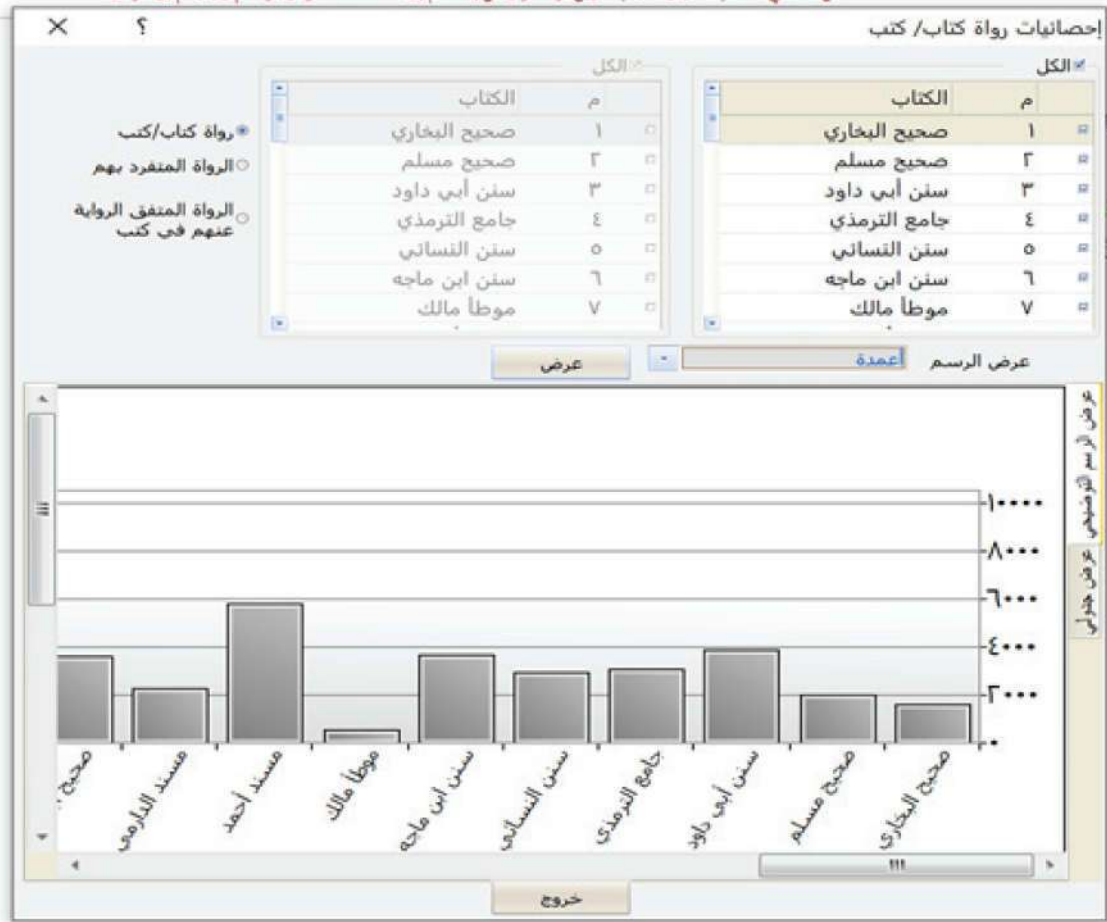 إحصائيات رواة كتاب/ كتب
؟
الكل
م الكتاب
١ صحيح البخاري
٢ صحيح مسلم
٣ سنن أبي داود
٤ جامع الترمذي
٥ سنن النسائي
٦ سنن ابن ماجه
٧ موطأ مالك
الكل
م الكتاب
١ صحيح البخاري
٢ صحيح مسلم
٣ سنن أبي داود
٤ جامع الترمذي
٥ سنن النسائي
٦ سنن ابن ماجه
٧ موطأ مالك
رواة كتاب/كتب
الرواة المتفرد بهم
الرواة المتفق الرواية
عنهم في كتب
عرض الرسم أعمدة عرض
عرض الرسم التوضيحي
عرض جدولي
١٠٠٠٠
٨٠٠٠
٦٠٠٠
٤٠٠٠
٢٠٠٠
٠
صحيح البخاري
صحيح مسلم
سنن أبي داود
جامع الترمذي
سنن النسائي
سنن ابن ماجه
موطأ مالك
مسند أحمد
مسند الدارمي
صحيح
خروج